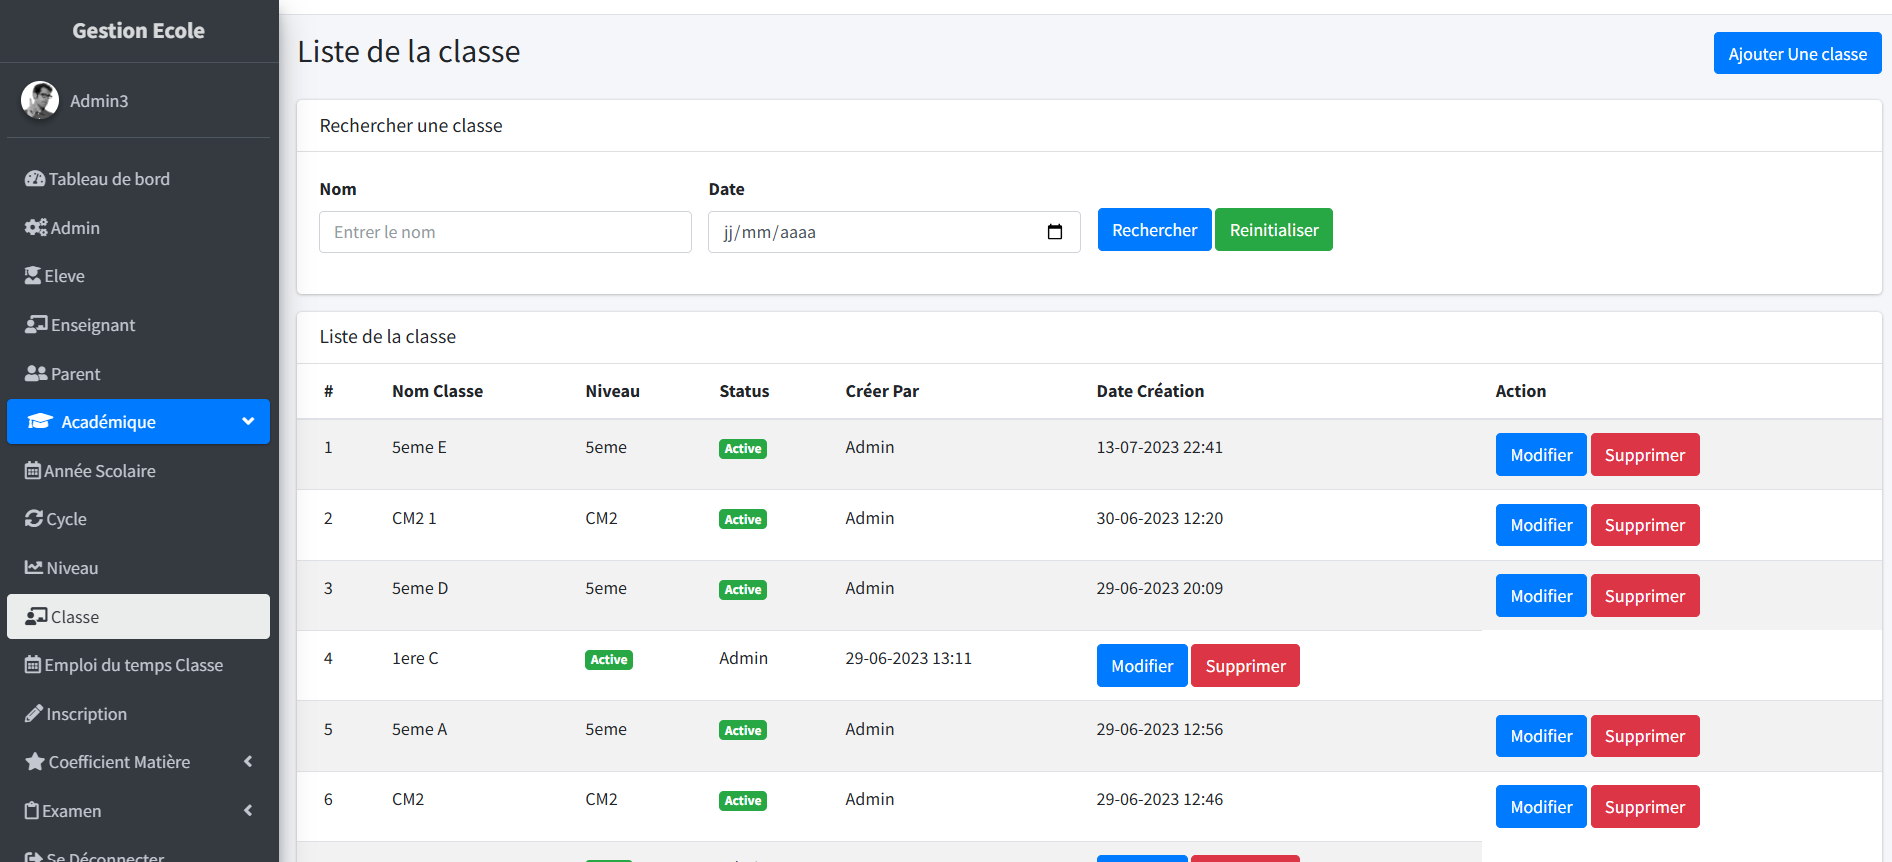 Gestion Ecole
Admin3
Tableau de bord
Admin
Eleve
Enseignant
Parent
Académique
Année Scolaire
Cycle
Niveau
Classe
Emploi du temps Classe
Inscription
Coefficient Matière
Examen
Se Déconnecter
Liste de la classe
Ajouter Une classe
Rechercher une classe
Nom
Date
Entrer le nom
jj/mm/aaaa
Rechercher
Reinitialiser
Liste de la classe
# Nom Classe Niveau Status Créer Par Date Création Action
1 5eme E 5eme Active Admin 13-07-2023 22:41 Modifier Supprimer
2 CM2 1 CM2 Active Admin 30-06-2023 12:20 Modifier Supprimer
3 5eme D 5eme Active Admin 29-06-2023 20:09 Modifier Supprimer
4 1ere C Active Admin 29-06-2023 13:11 Modifier Supprimer
5 5eme A 5eme Active Admin 29-06-2023 12:56 Modifier Supprimer
6 CM2 CM2 Active Admin 29-06-2023 12:46 Modifier Supprimer